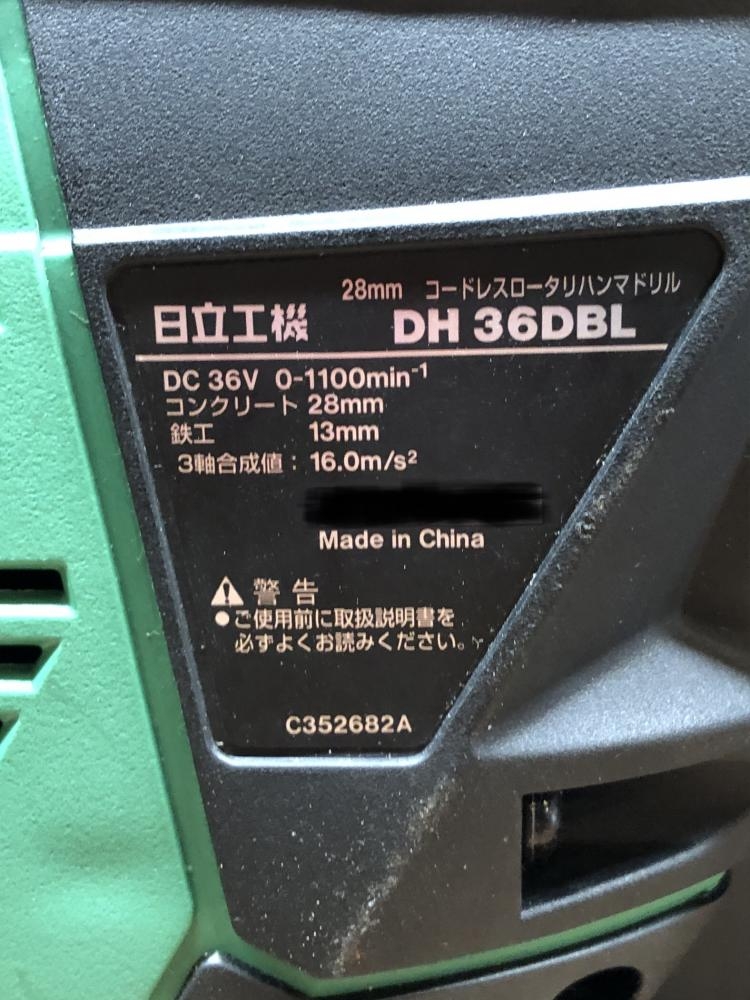 28mm コードレスロータリハンマドリル
日立工機 DH 36DBL
DC 36V 0-1100min⁻¹
コンクリート 28mm
鉄工 13mm
3軸合成値：16.0m/s²
Made in China
警告
●ご使用前に取扱説明書を
必ずよくお読みください。
C352682A